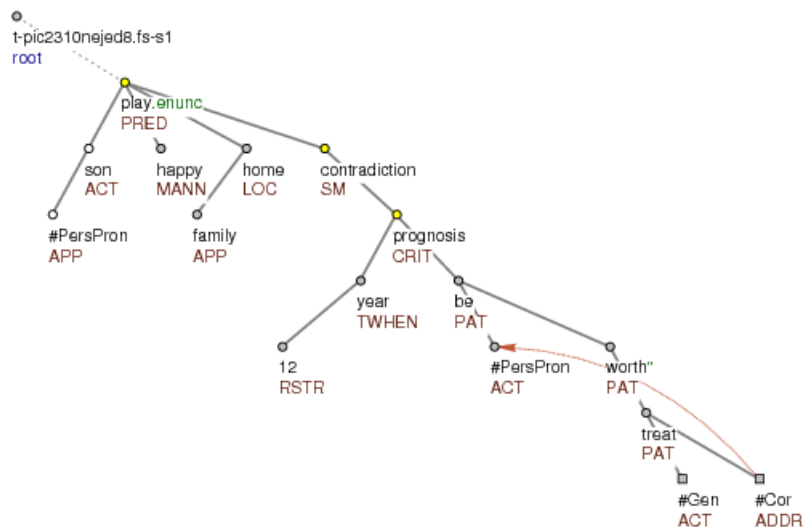 t-pic2310nejed8.fs-s1
root
play.enunc
PRED
son happy home contradiction
ACT MANN LOC SM
#PersPron family prognosis
APP APP CRIT
year be
TWHEN PAT
12 #PersPron worth"
RSTR ACT PAT
treat
PAT
#Gen #Cor
ACT ADDR